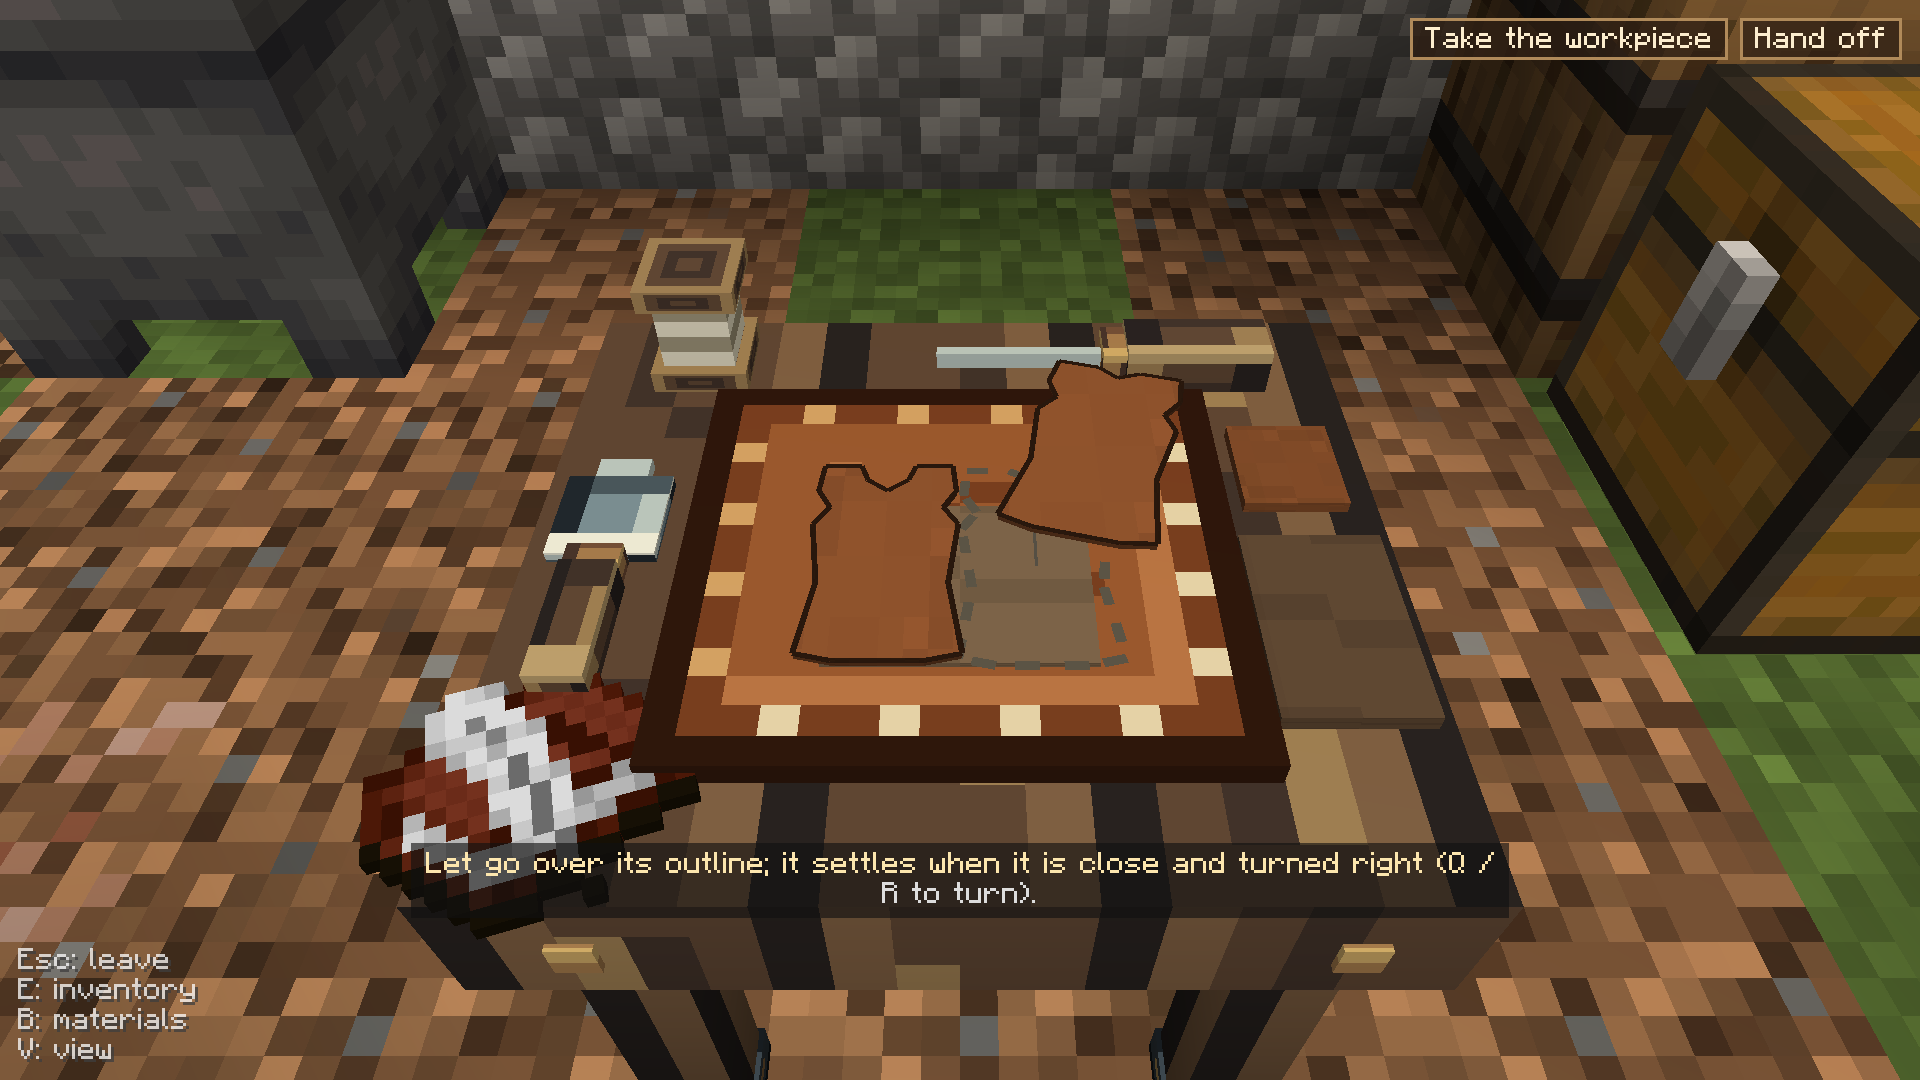 Take the workpiece
Hand off
Let go over its outline; it settles when it is close and turned right (Q /
R to turn).
Esc: leave
E: inventory
B: materials
V: view